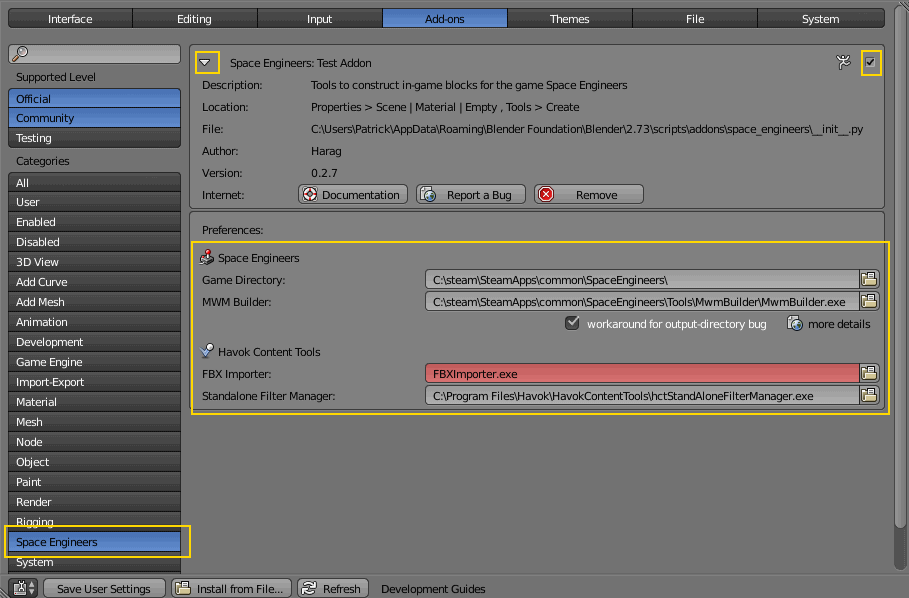 Interface Editing Input Add-ons Themes File System
Supported Level
Official
Community
Testing
Categories
All
User
Enabled
Disabled
3D View
Add Curve
Add Mesh
Animation
Development
Game Engine
Import-Export
Material
Mesh
Node
Object
Paint
Render
Rigging
Space Engineers
System
Space Engineers: Test Addon
Description: Tools to construct in-game blocks for the game Space Engineers
Location: Properties > Scene | Material | Empty , Tools > Create
File: C:\Users\Patrick\AppData\Roaming\Blender Foundation\Blender\2.73\scripts\addons\space_engineers\__init__.py
Author: Harag
Version: 0.2.7
Internet: Documentation Report a Bug Remove
Preferences:
Space Engineers
Game Directory: C:\steam\SteamApps\common\SpaceEngineers\
MWM Builder: C:\steam\SteamApps\common\SpaceEngineers\Tools\MwmBuilder\MwmBuilder.exe
workaround for output-directory bug more details
Havok Content Tools
FBX Importer: FBXImporter.exe
Standalone Filter Manager: C:\Program Files\Havok\HavokContentTools\hctStandAloneFilterManager.exe
Save User Settings Install from File... Refresh Development Guides